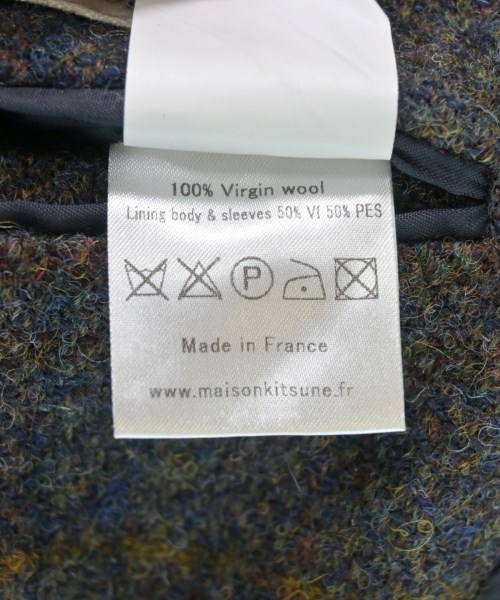 100% Virgin wool
Lining body & sleeves 50% VI 50% PES
P
Made in France
www.maisonkitsune.fr